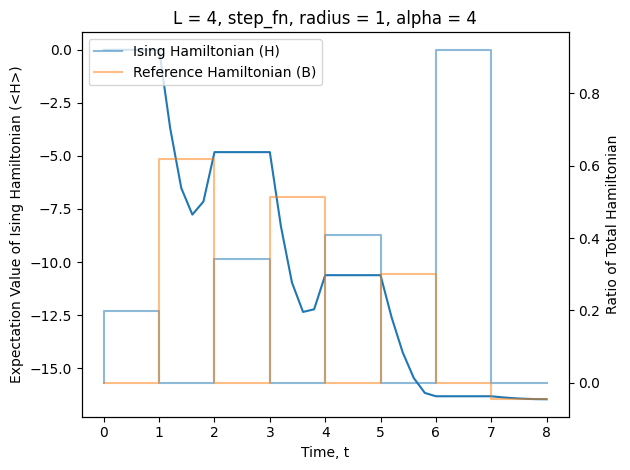 L = 4, step_fn, radius = 1, alpha = 4
Ising Hamiltonian (H)
Reference Hamiltonian (B)
Expectation Value of Ising Hamiltonian (<H>)
0.0
−2.5
−5.0
−7.5
−10.0
−12.5
−15.0
0.8
0.6
0.4
0.2
0.0
Ratio of Total Hamiltonian
0 1 2 3 4 5 6 7 8
Time, t